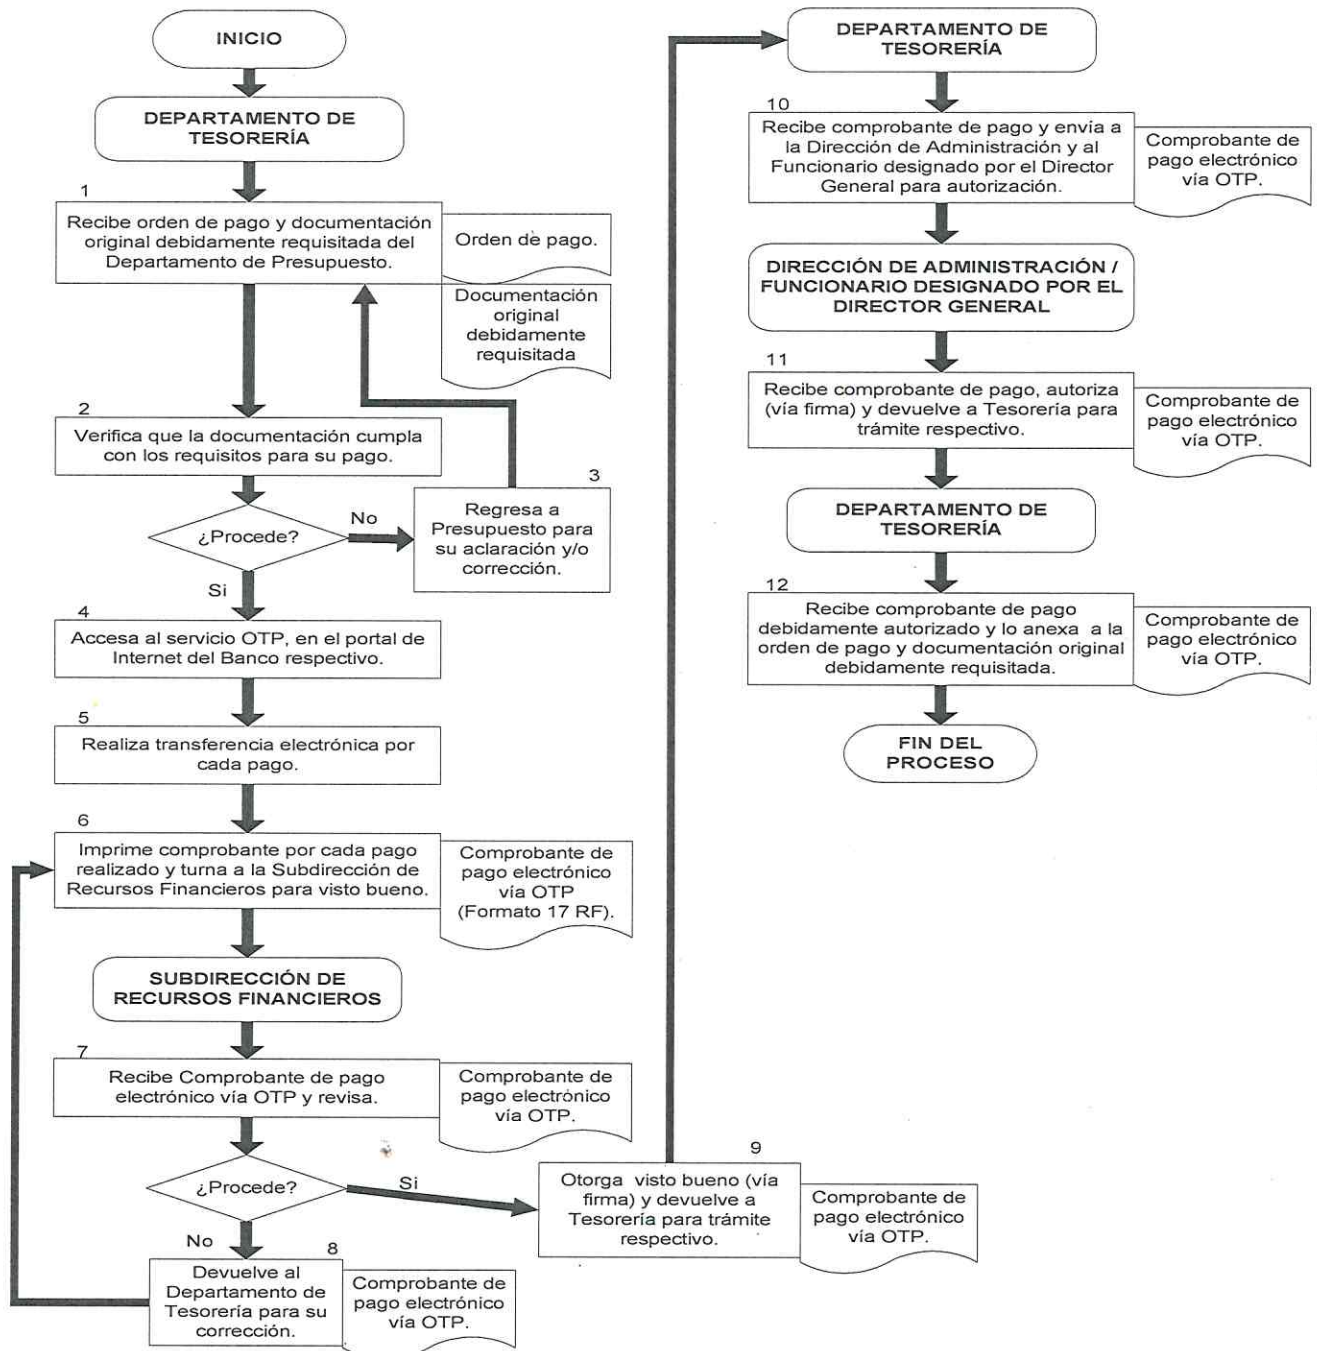 INICIO
DEPARTAMENTO DE
TESORERÍA
1
Recibe orden de pago y documentación
original debidamente requisitada del
Departamento de Presupuesto.
Orden de pago.
Documentación
original
debidamente
requisitada
2
Verifica que la documentación cumpla
con los requisitos para su pago.
¿Procede?
No
3
Regresa a
Presupuesto para
su aclaración y/o
corrección.
Si
4
Accesa al servicio OTP, en el portal de
Internet del Banco respectivo.
5
Realiza transferencia electrónica por
cada pago.
6
Imprime comprobante por cada pago
realizado y turna a la Subdirección de
Recursos Financieros para visto bueno.
Comprobante de
pago electrónico
vía OTP
(Formato 17 RF).
SUBDIRECCIÓN DE
RECURSOS FINANCIEROS
7
Recibe Comprobante de pago
electrónico vía OTP y revisa.
Comprobante de
pago electrónico
vía OTP.
¿Procede?
Si
No
8
Devuelve al
Departamento de
Tesorería para su
corrección.
Comprobante de
pago electrónico
vía OTP.
9
Otorga visto bueno (vía
firma) y devuelve a
Tesorería para trámite
respectivo.
Comprobante de
pago electrónico
vía OTP.
DEPARTAMENTO DE
TESORERÍA
10
Recibe comprobante de pago y envía a
la Dirección de Administración y al
Funcionario designado por el Director
General para autorización.
Comprobante de
pago electrónico
vía OTP.
DIRECCIÓN DE ADMINISTRACIÓN /
FUNCIONARIO DESIGNADO POR EL
DIRECTOR GENERAL
11
Recibe comprobante de pago, autoriza
(vía firma) y devuelve a Tesorería para
trámite respectivo.
Comprobante de
pago electrónico
vía OTP.
DEPARTAMENTO DE
TESORERÍA
12
Recibe comprobante de pago
debidamente autorizado y lo anexa a la
orden de pago y documentación original
debidamente requisitada.
Comprobante de
pago electrónico
vía OTP.
FIN DEL
PROCESO